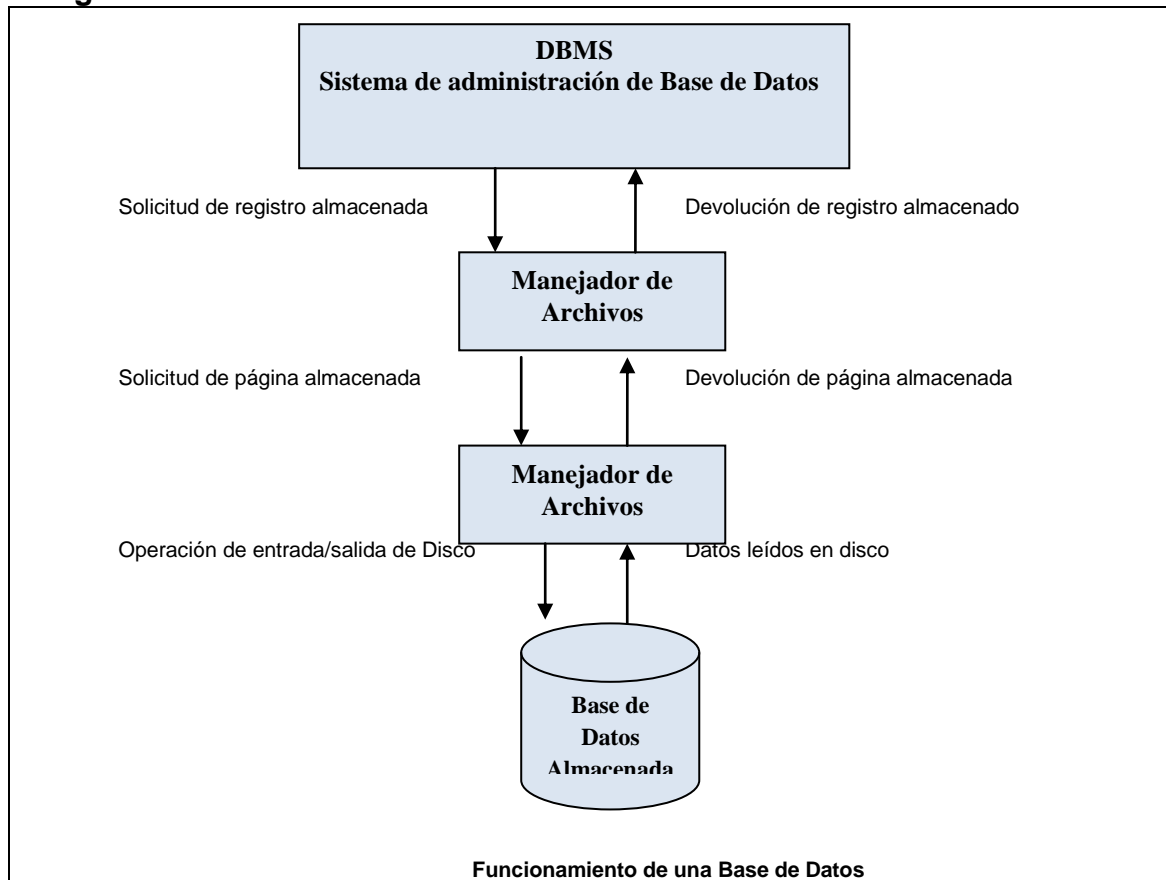 DBMS
Sistema de administración de Base de Datos
Solicitud de registro almacenada
Devolución de registro almacenado
Manejador de
Archivos
Solicitud de página almacenada
Devolución de página almacenada
Manejador de
Archivos
Operación de entrada/salida de Disco
Datos leídos en disco
Base de
Datos
Almacenada
Funcionamiento de una Base de Datos